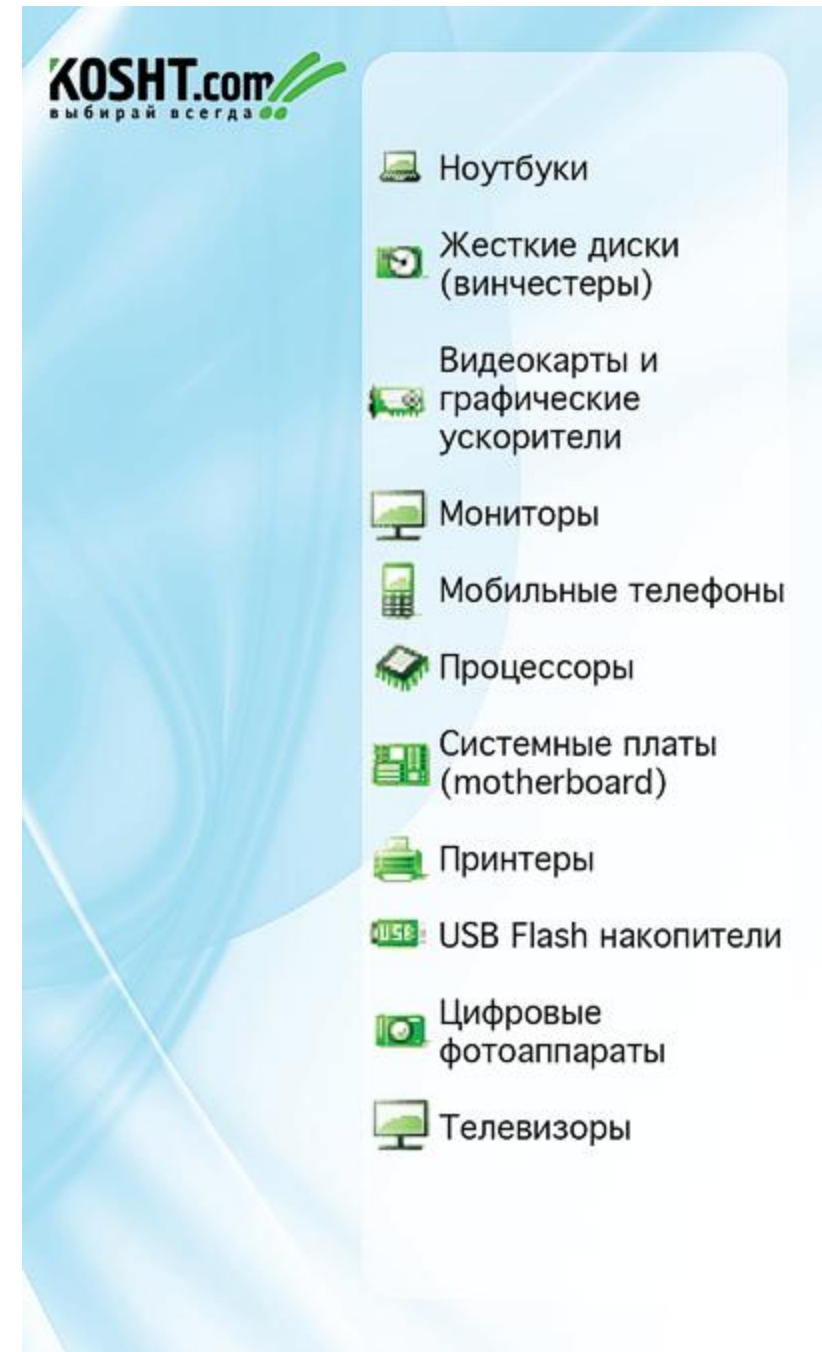 KOSHT.com
выбирай всегда
Ноутбуки
Жесткие диски
(винчестеры)
Видеокарты и
графические
ускорители
Мониторы
Мобильные телефоны
Процессоры
Системные платы
(motherboard)
Принтеры
USB
USB Flash накопители
Цифровые
фотоаппараты
Телевизоры